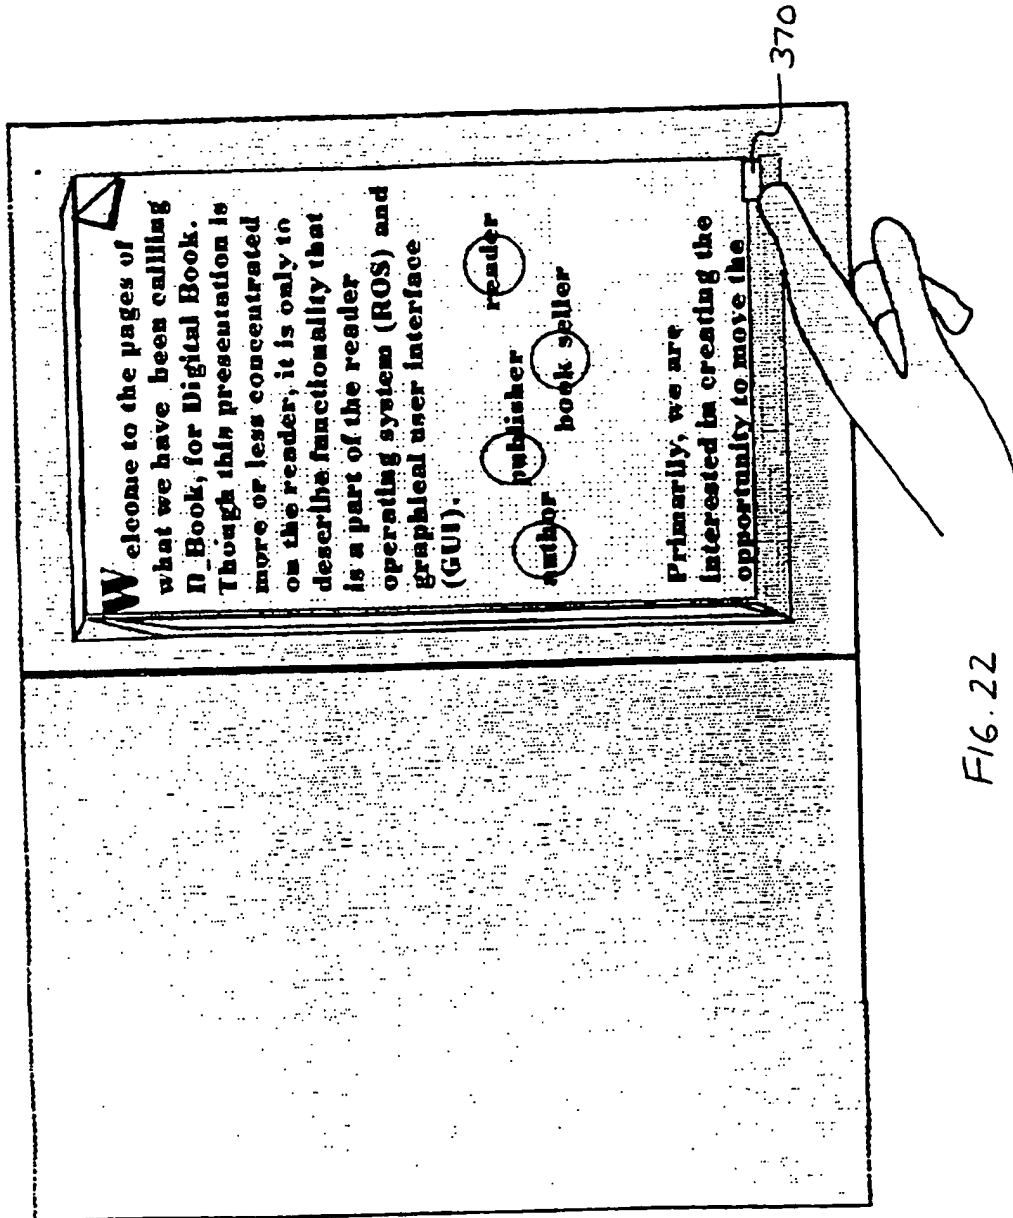 Welcome to the pages of
what we have been callling
D_Book, for Digital Book.
Though this presentation is
more or less concentrated
on the reader, it is only to
describe functionality that
is a part of the reader
operating system (ROS) and
graphical user interface
(GUI).
author
publisher
book seller
reader
Primarily, we are
interested in creating the
opportunity to move the
370
FIG. 22